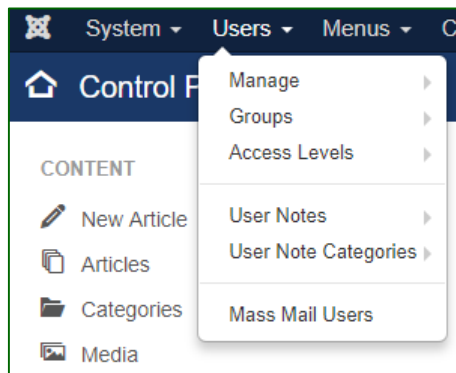 System Users Menus C
Control P
Manage
Groups
Access Levels
User Notes
User Note Categories
Mass Mail Users
CONTENT
New Article
Articles
Categories
Media